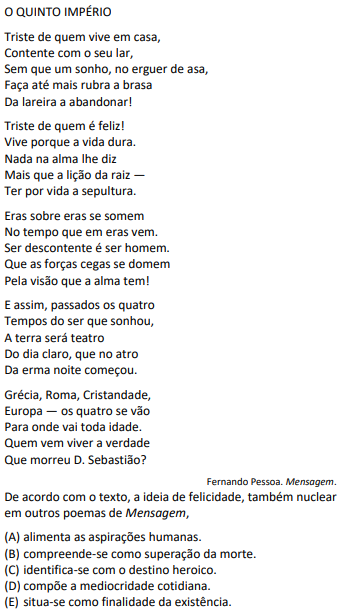 O QUINTO IMPÉRIO
Triste de quem vive em casa,
Contente com o seu lar,
Sem que um sonho, no erguer de asa,
Faça até mais rubra a brasa
Da lareira a abandonar!
Triste de quem é feliz!
Vive porque a vida dura.
Nada na alma lhe diz
Mais que a lição da raiz —
Ter por vida a sepultura.
Eras sobre eras se somem
No tempo que em eras vem.
Ser descontente é ser homem.
Que as forças cegas se domem
Pela visão que a alma tem!
E assim, passados os quatro
Tempos do ser que sonhou,
A terra será teatro
Do dia claro, que no atro
Da erma noite começou.
Grécia, Roma, Cristandade,
Europa — os quatro se vão
Para onde vai toda idade.
Quem vem viver a verdade
Que morreu D. Sebastião?
Fernando Pessoa. Mensagem.
De acordo com o texto, a ideia de felicidade, também nuclear
em outros poemas de Mensagem,
(A) alimenta as aspirações humanas.
(B) compreende-se como superação da morte.
(C) identifica-se com o destino heroico.
(D) compõe a mediocridade cotidiana.
(E) situa-se como finalidade da existência.